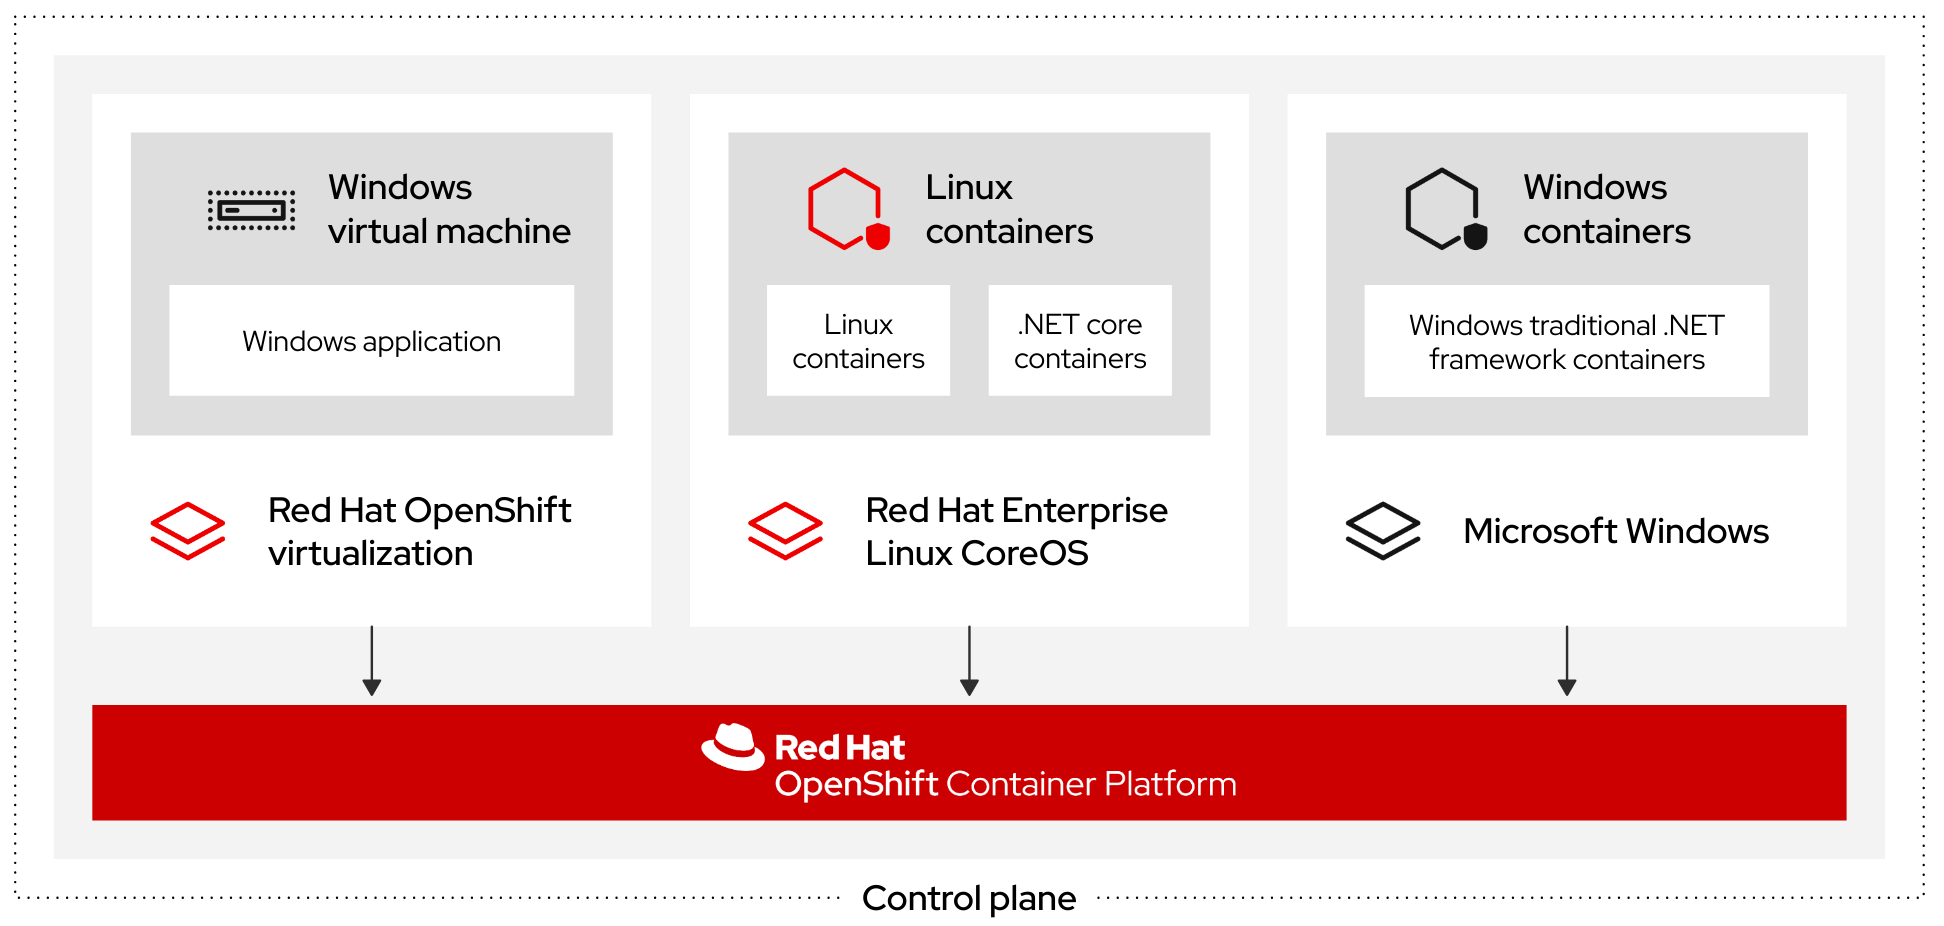 Windows
virtual machine
Windows application
Red Hat OpenShift
virtualization
Linux
containers
Linux
containers
.NET core
containers
Red Hat Enterprise
Linux CoreOS
Windows
containers
Windows traditional .NET
framework containers
Microsoft Windows
Red Hat
OpenShift Container Platform
Control plane